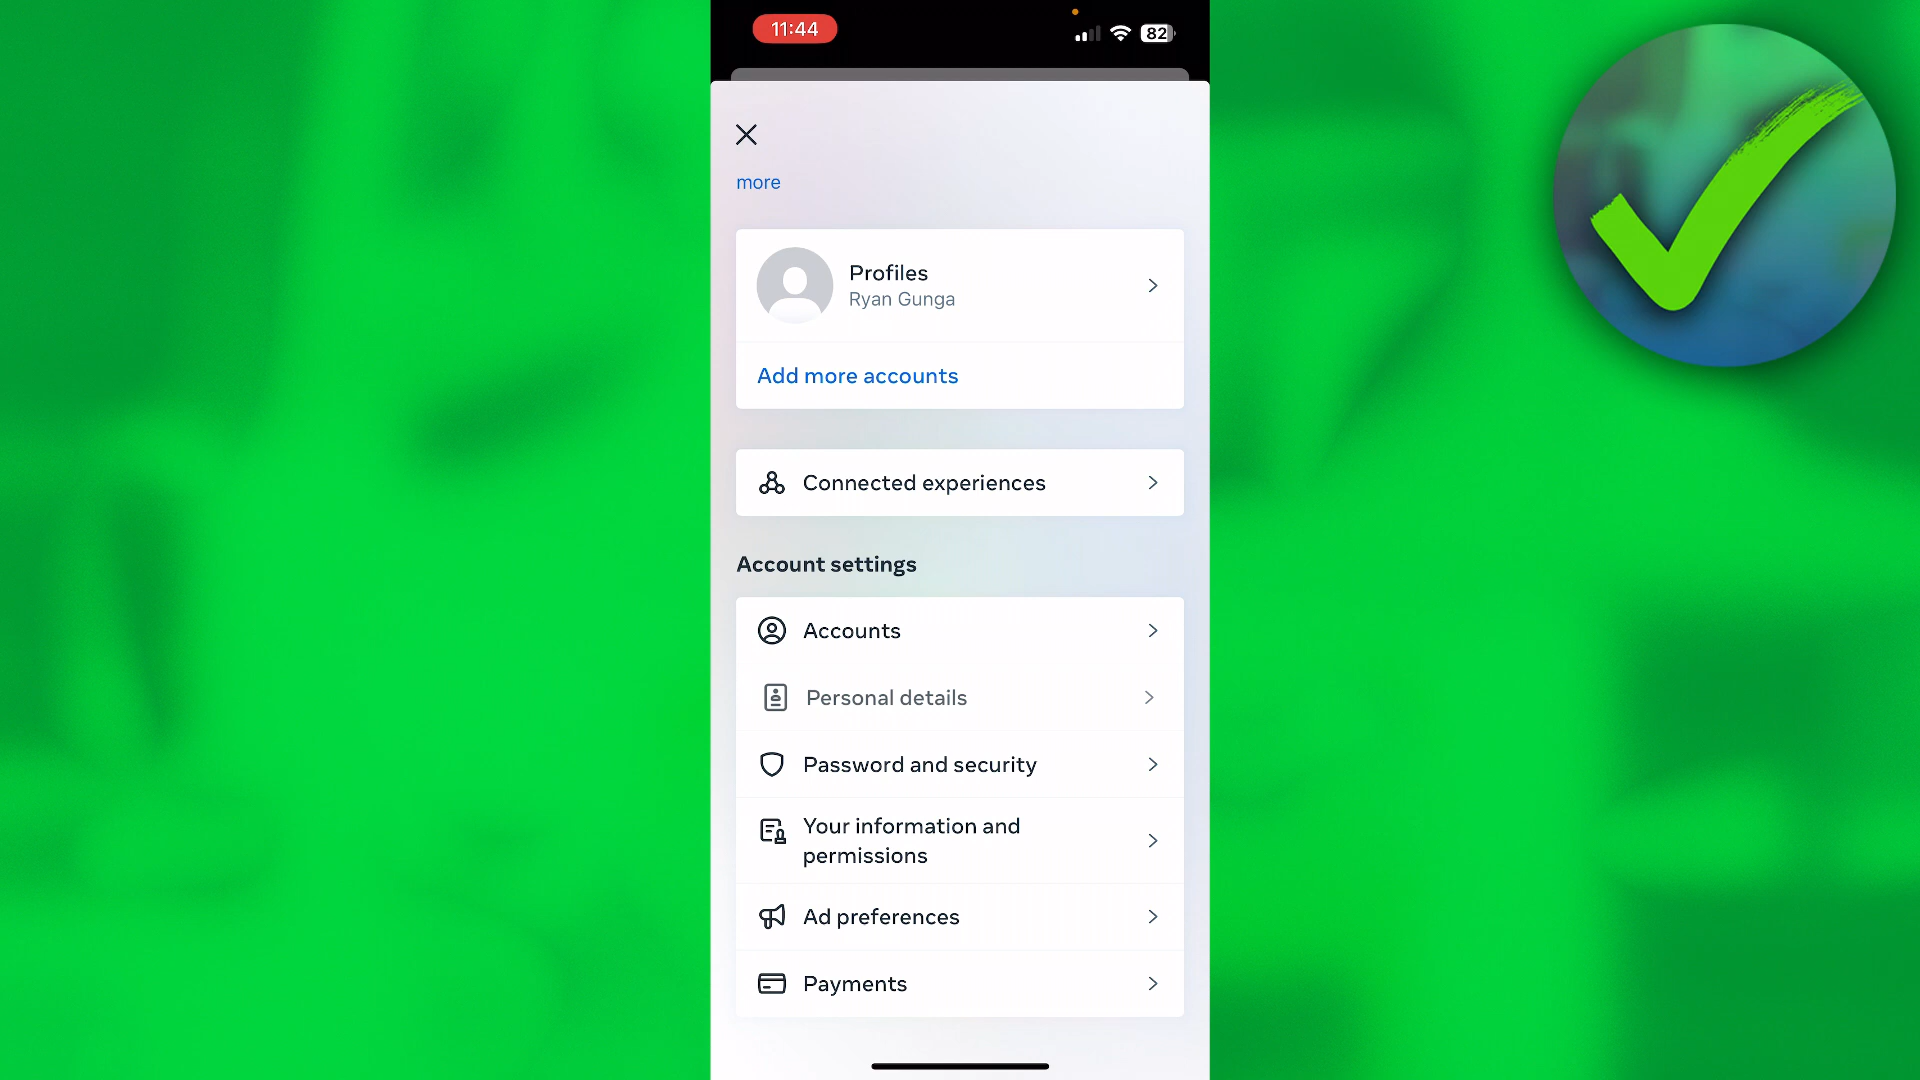 11:44
82
more
Profiles
Ryan Gunga
Add more accounts
Connected experiences
Account settings
Accounts
Personal details
Password and security
Your information and
permissions
Ad preferences
Payments